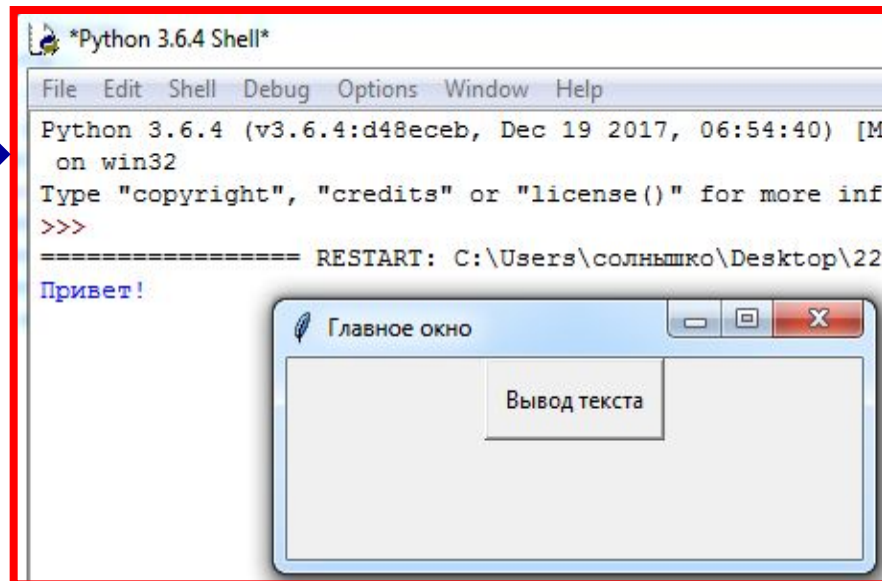 *Python 3.6.4 Shell*
File Edit Shell Debug Options Window Help
Python 3.6.4 (v3.6.4:d48eceb, Dec 19 2017, 06:54:40) [M
on win32
Type "copyright", "credits" or "license()" for more inf
>>>
================= RESTART: C:\Users\солнышко\Desktop\22
Привет!
Главное окно
Вывод текста